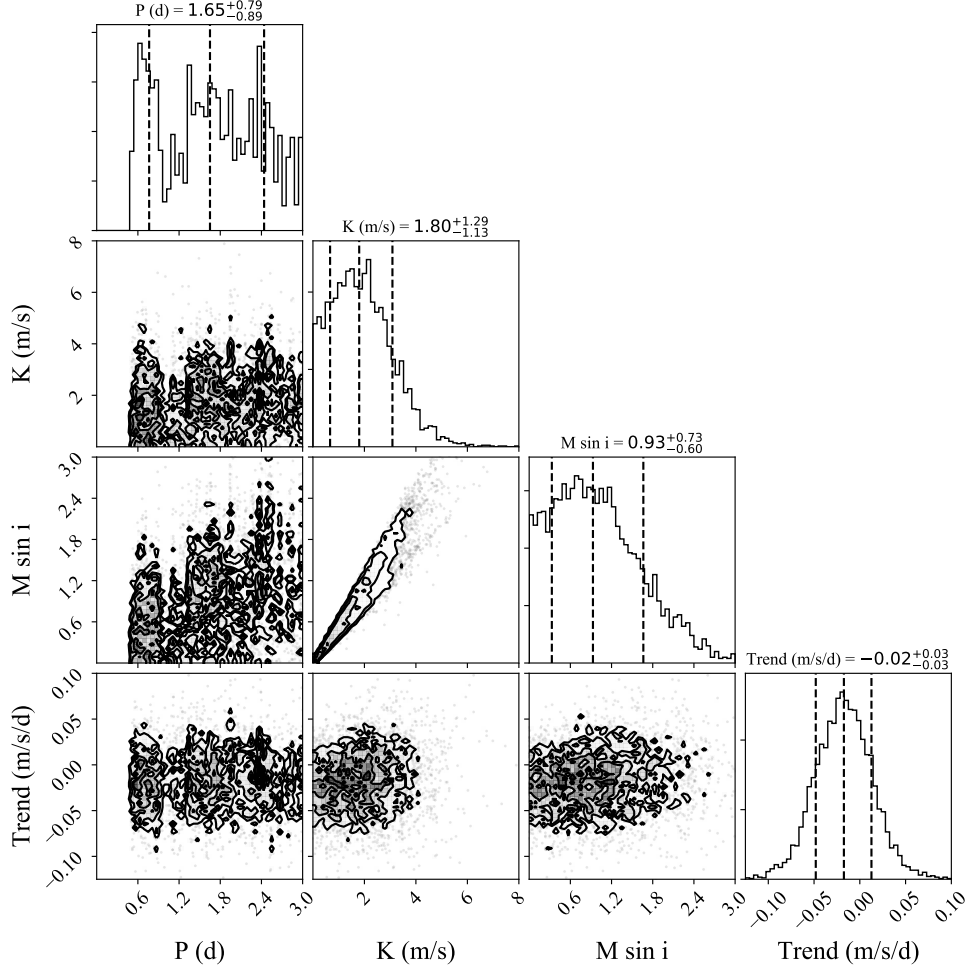 P (d) = 1.65+0.79−0.89
K (m/s) = 1.80+1.29−1.13
8
6
4
2
K (m/s)
M sin i = 0.93+0.73−0.60
3.0
2.4
1.8
1.2
0.6
M sin i
Trend (m/s/d) = −0.02+0.03−0.03
0.10
0.05
0.00
−0.05
−0.10
Trend (m/s/d)
0.6 1.2 1.8 2.4 3.0
2 4 6 8
0.6 1.2 1.8 2.4 3.0
−0.10 −0.05 0.00 0.05 0.10
P (d) K (m/s) M sin i Trend (m/s/d)